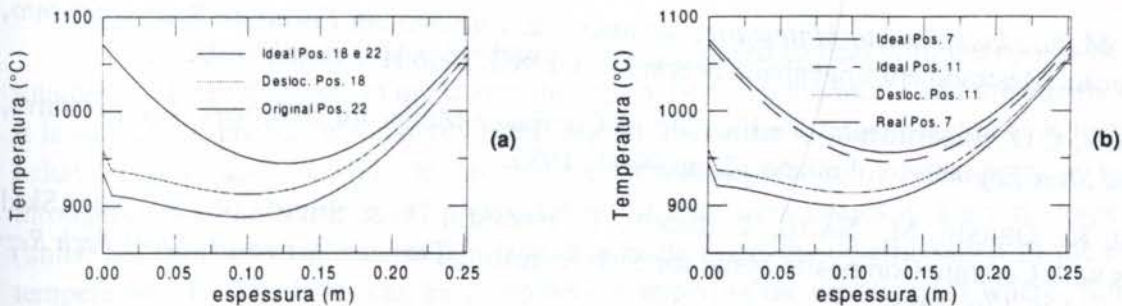 1100
1000
900
Temperatura (°C)
Ideal Pos. 18 e 22
Desloc. Pos. 18
Original Pos. 22
0.00 0.05 0.10 0.15 0.20 0.25
espessura (m)
(a)
1100
1000
900
Temperatura (°C)
Ideal Pos. 7
Ideal Pos. 11
Desloc. Pos. 11
Real Pos. 7
0.00 0.05 0.10 0.15 0.20 0.25
espessura (m)
(b)